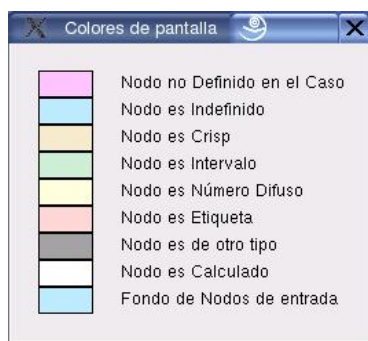 Colores de pantalla
Nodo no Definido en el Caso
Nodo es Indefinido
Nodo es Crisp
Nodo es Intervalo
Nodo es Número Difuso
Nodo es Etiqueta
Nodo es de otro tipo
Nodo es Calculado
Fondo de Nodos de entrada